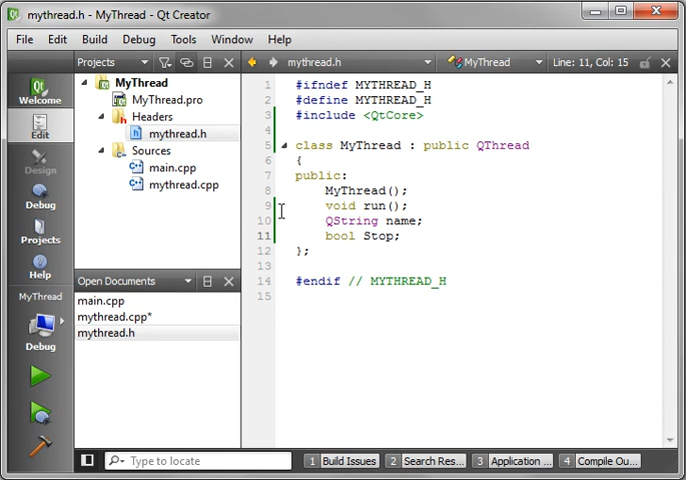 mythread.h - MyThread - Qt Creator
File Edit Build Debug Tools Window Help
Projects mythread.h MyThread Line: 11, Col: 15
Welcome
Edit
Design
Debug
Projects
Help
MyThread
Debug
MyThread
MyThread.pro
Headers
mythread.h
Sources
main.cpp
mythread.cpp
Open Documents
main.cpp
mythread.cpp*
mythread.h
1 #ifndef MYTHREAD_H
2 #define MYTHREAD_H
3 #include <QtCore>
4
5 class MyThread : public QThread
6 {
7 public:
8 MyThread();
9 void run();
10 QString name;
11 bool Stop;
12 };
13
14 #endif // MYTHREAD_H
15
Type to locate 1 Build Issues 2 Search Res... 3 Application ... 4 Compile Ou...